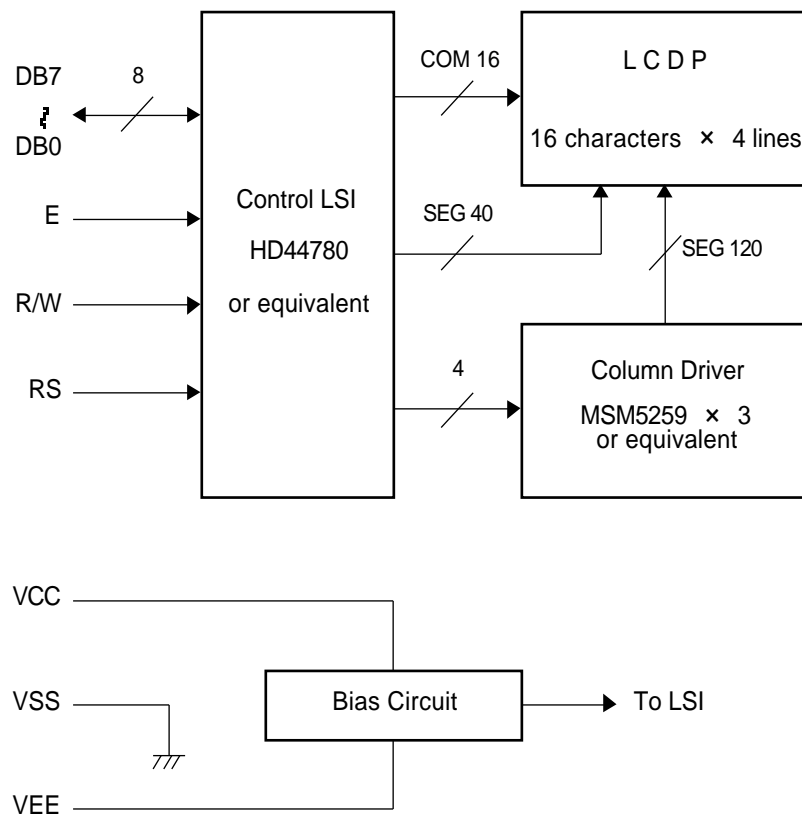 DB7
DB0
8
E
R/W
RS
Control LSI
HD44780
or equivalent
COM 16
SEG 40
4
L C D P
16 characters × 4 lines
SEG 120
Column Driver
MSM5259 × 3
or equivalent
VCC
VSS
VEE
Bias Circuit
To LSI